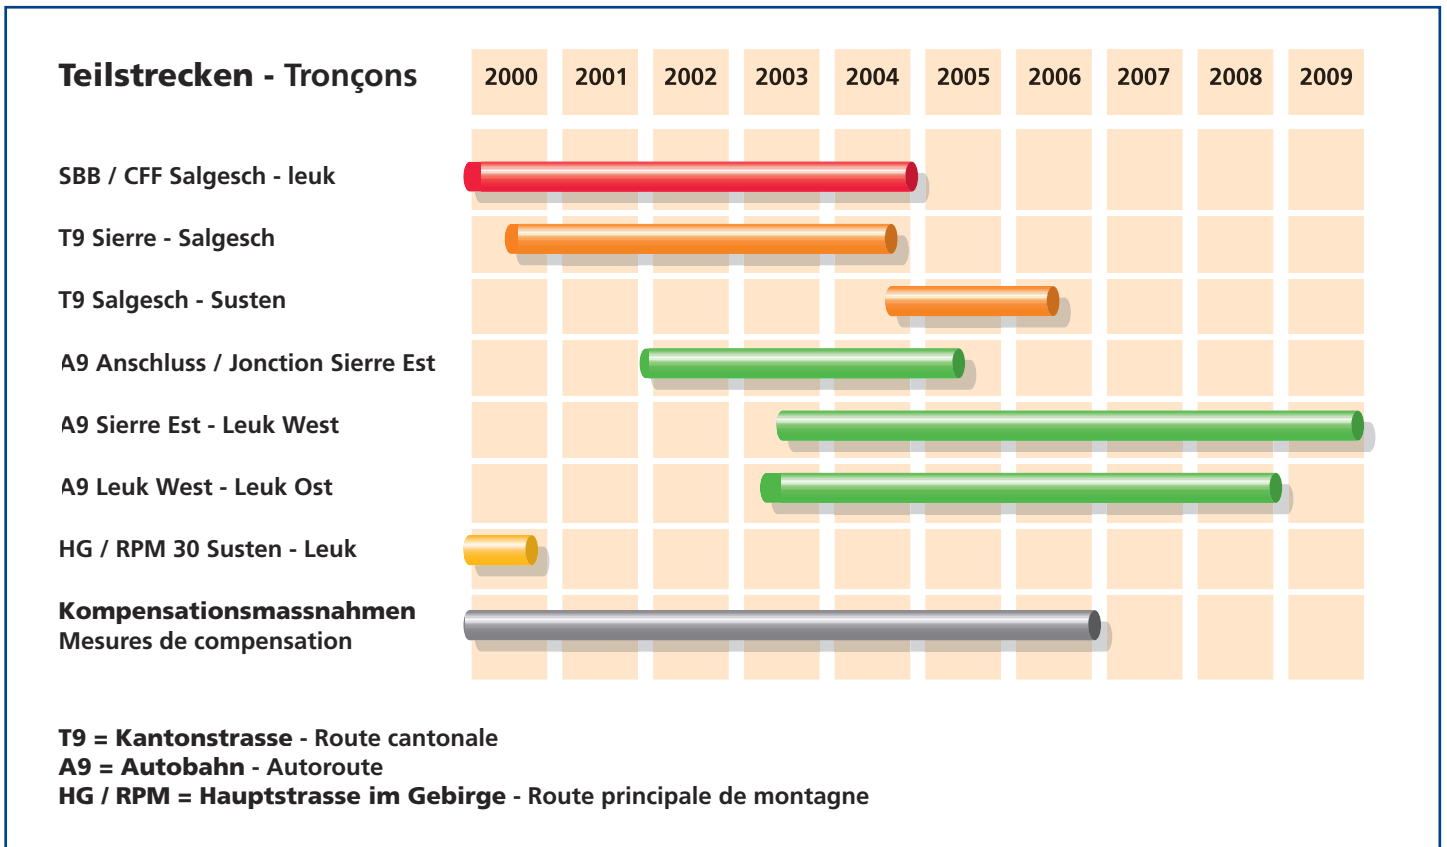 Teilstrecken - Tronçons 2000 2001 2002 2003 2004 2005 2006 2007 2008 2009
SBB / CFF Salgesch - leuk
T9 Sierre - Salgesch
T9 Salgesch - Susten
A9 Anschluss / Jonction Sierre Est
A9 Sierre Est - Leuk West
A9 Leuk West - Leuk Ost
HG / RPM 30 Susten - Leuk
Kompensationsmassnahmen
Mesures de compensation
T9 = Kantonstrasse - Route cantonale
A9 = Autobahn - Autoroute
HG / RPM = Hauptstrasse im Gebirge - Route principale de montagne